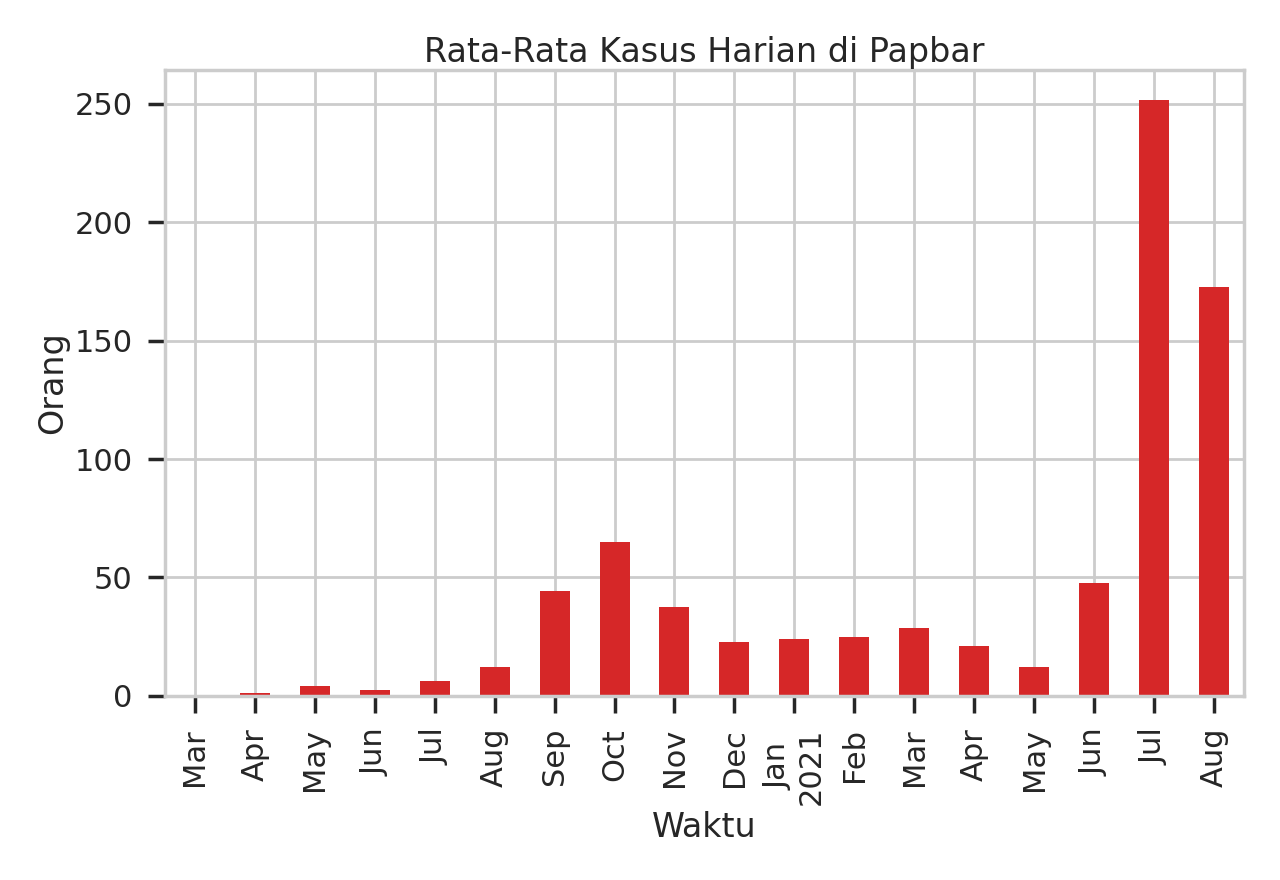 Rata-Rata Kasus Harian di Papbar
Orang
250
200
150
100
50
0
Mar
Apr
May
Jun
Jul
Aug
Sep
Oct
Nov
Dec
Jan
2021
Feb
Mar
Apr
May
Jun
Jul
Aug
Waktu